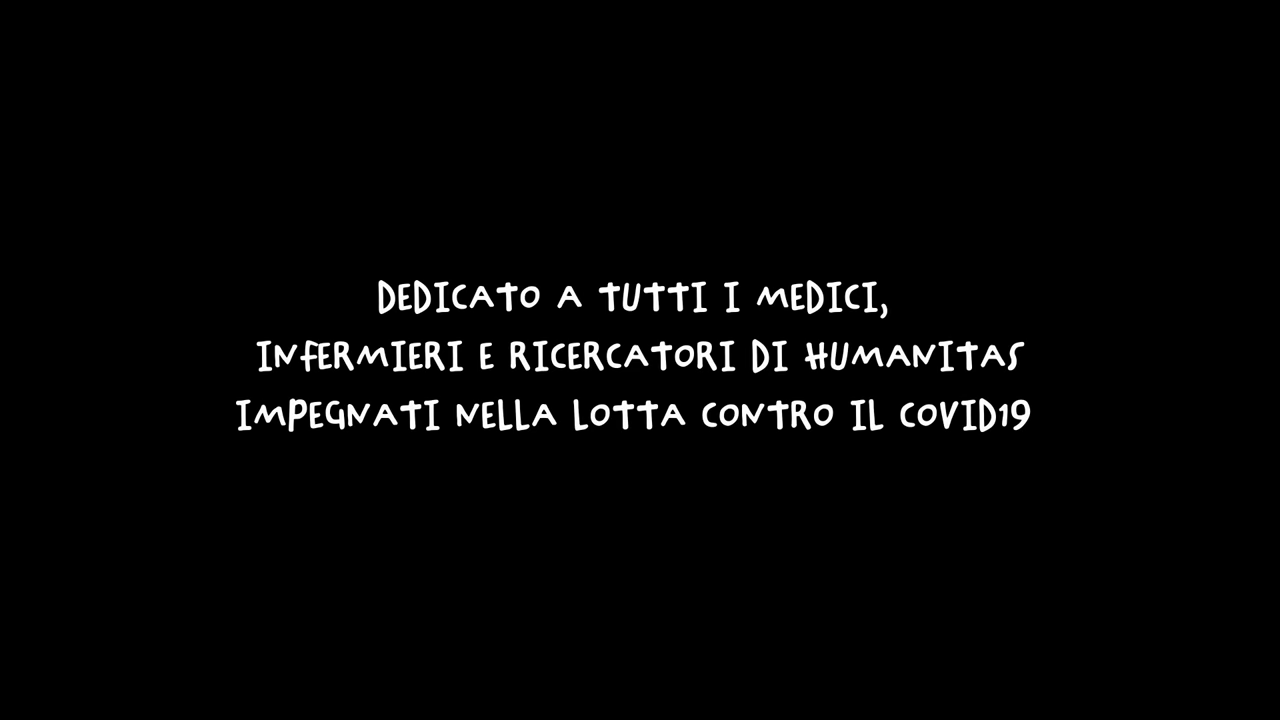 DEDICATO A TUTTI I MEDICI,
INFERMIERI E RICERCATORI DI HUMANITAS
IMPEGNATI NELLA LOTTA CONTRO IL COVID19